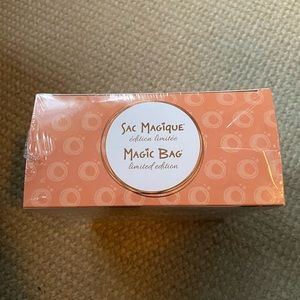 Sac Magique
édition limitée
Magic Bag
limited edition